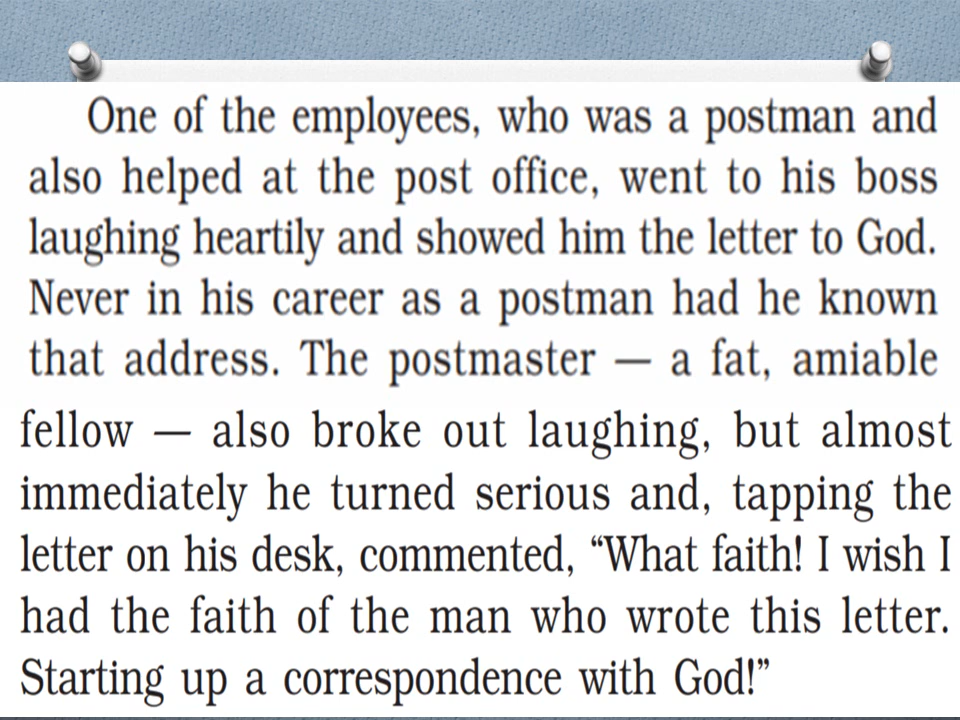 One of the employees, who was a postman and
also helped at the post office, went to his boss
laughing heartily and showed him the letter to God.
Never in his career as a postman had he known
that address. The postmaster — a fat, amiable
fellow — also broke out laughing, but almost
immediately he turned serious and, tapping the
letter on his desk, commented, “What faith! I wish I
had the faith of the man who wrote this letter.
Starting up a correspondence with God!”